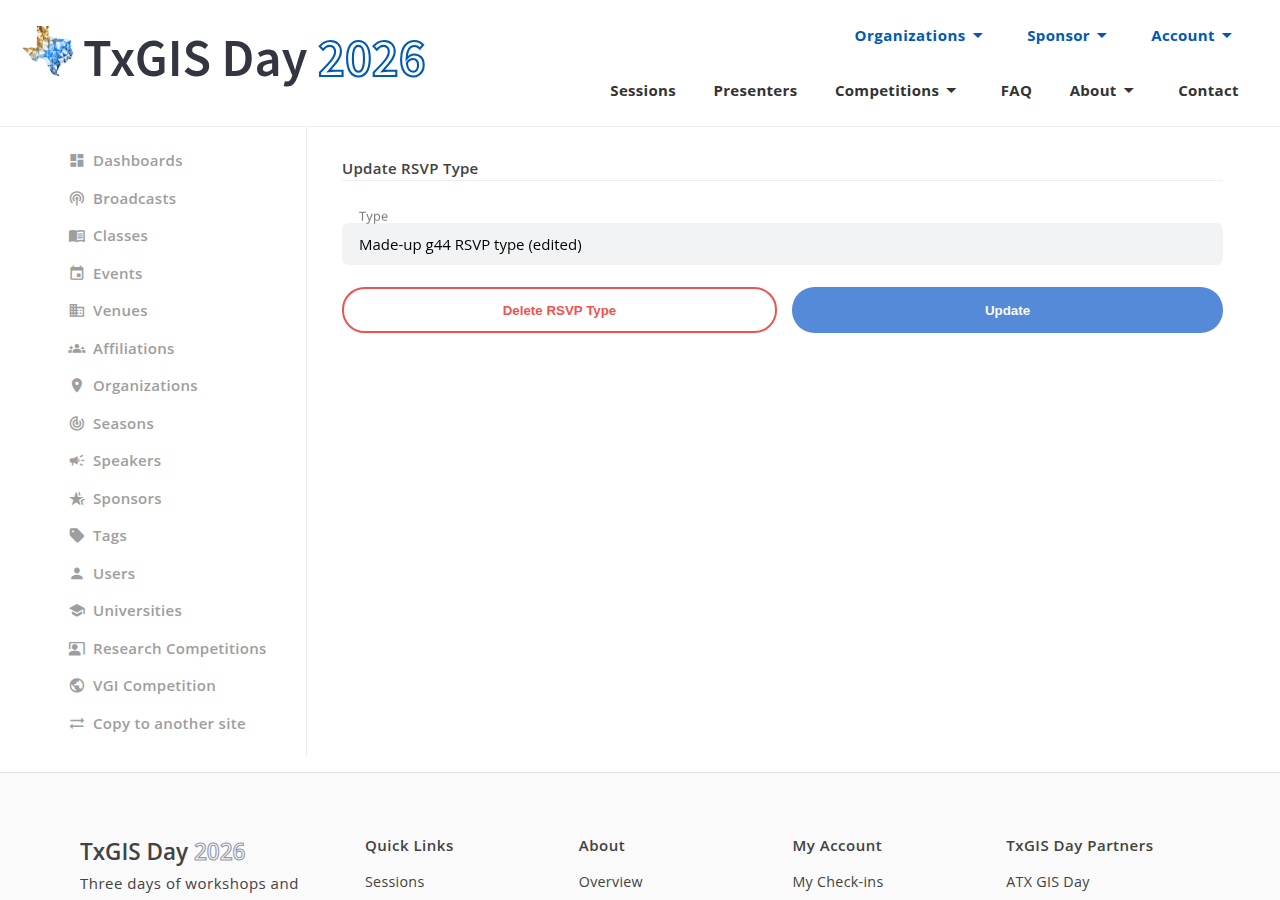 TxGIS Day 2026
Organizations
Sponsor
Account
Sessions
Presenters
Competitions
FAQ
About
Contact
Dashboards
Broadcasts
Classes
Events
Venues
Affiliations
Organizations
Seasons
Speakers
Sponsors
Tags
Users
Universities
Research Competitions
VGI Competition
Copy to another site
Update RSVP Type
Type
Made-up g44 RSVP type (edited)
Delete RSVP Type
Update
TxGIS Day 2026
Three days of workshops and
Quick Links
Sessions
About
Overview
My Account
My Check-ins
TxGIS Day Partners
ATX GIS Day